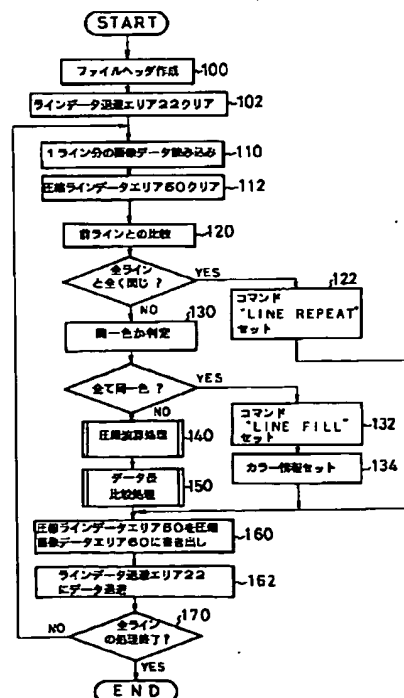 START
ファイルヘッダ作成
100
ラインデータ退避エリア22クリア
102
1ライン分の画像データ読み込み
110
圧縮ラインデータエリア50クリア
112
前ラインとの比較
120
全ライン
と全く同じ?
YES
NO
コマンド
"LINE REPEAT"
セット
122
同一色か判定
130
全て同一色?
YES
NO
コマンド
"LINE FILL"
セット
132
圧縮演算処理
140
カラー情報セット
134
データ長
比較処理
150
圧縮ラインデータエリア50を圧縮
画像データエリア60に書き出し
160
ラインデータ退避エリア22
にデータ退避
162
全ライン
の処理終了?
170
NO
YES
END